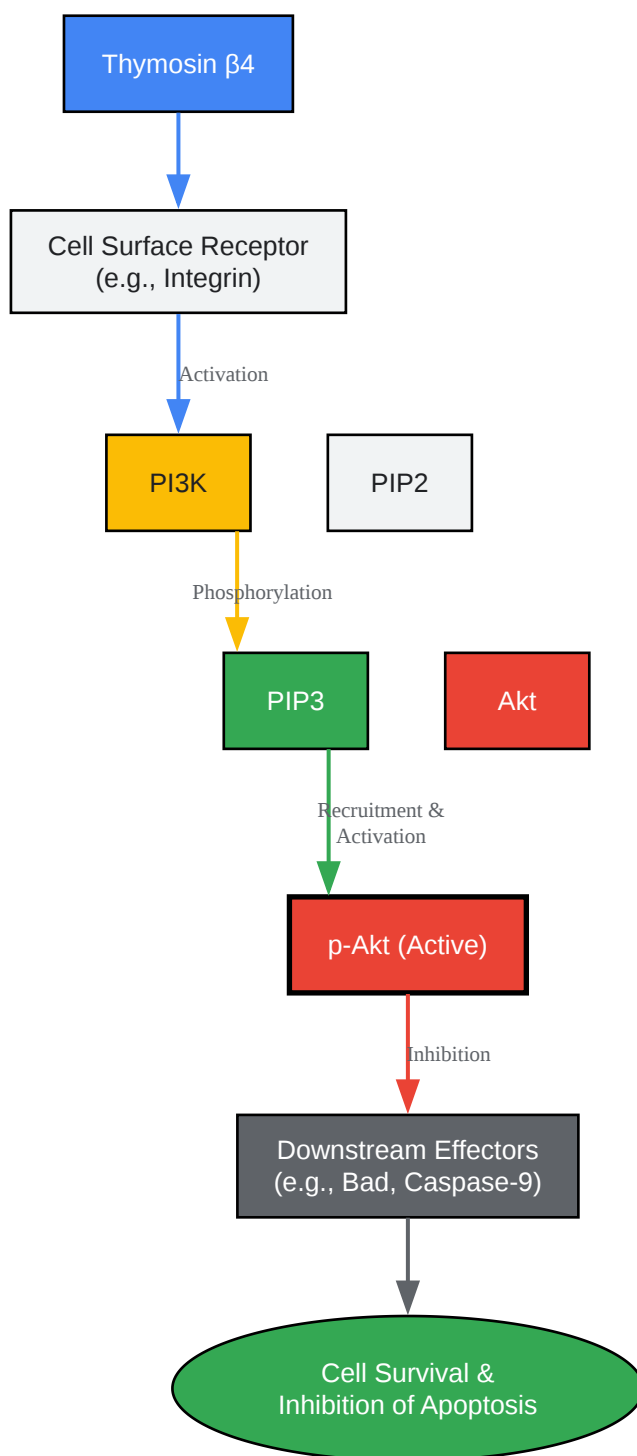 Thymosin β4
Cell Surface Receptor
(e.g., Integrin)
Activation
PI3K
PIP2
Phosphorylation
PIP3
Akt
Recruitment &
Activation
p-Akt (Active)
Inhibition
Downstream Effectors
(e.g., Bad, Caspase-9)
Cell Survival &
Inhibition of Apoptosis